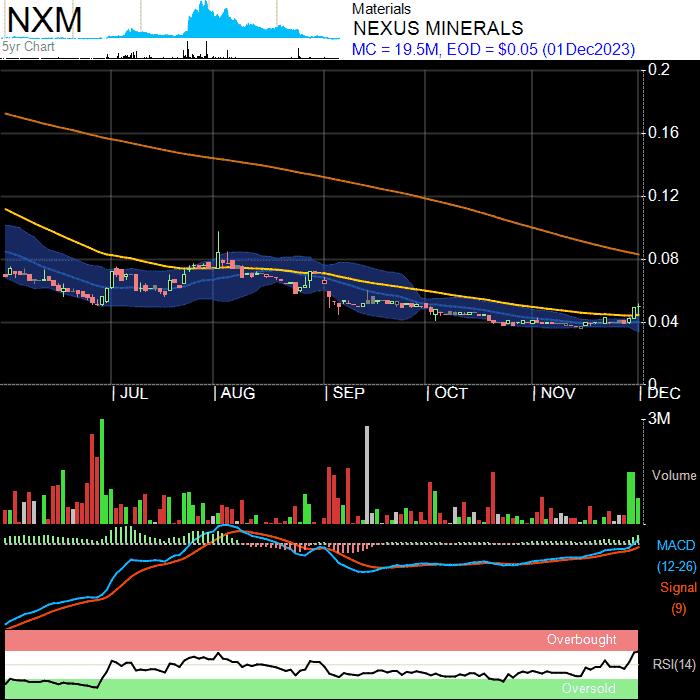 NXM
5yr Chart
Materials
NEXUS MINERALS
MC = 19.5M, EOD = $0.05 (01Dec2023)
0.2
0.16
0.12
0.08
0.04
0
JUL
AUG
SEP
OCT
NOV
DEC
3M
Volume
MACD
(12-26)
Signal
(9)
Overbought
RSI(14)
Oversold